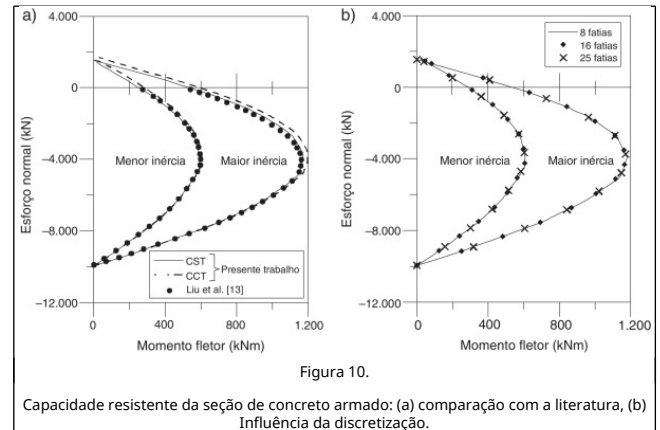 a)
4.000
0
−4.000
−8.000
−12.000
Esforço normal (kN)
Menor inércia
Maior inércia
CST
CCT
Presente trabalho
Liu et al. [13]
0
400
800
1.200
Momento fletor (kNm)
b)
4.000
0
−4.000
−8.000
−12.000
Esforço normal (kN)
8 fatias
16 fatias
25 fatias
Menor inércia
Maior inércia
0
400
800
1.200
Momento fletor (kNm)
Figura 10.
Capacidade resistente da seção de concreto armado: (a) comparação com a literatura, (b)
Influência da discretização.